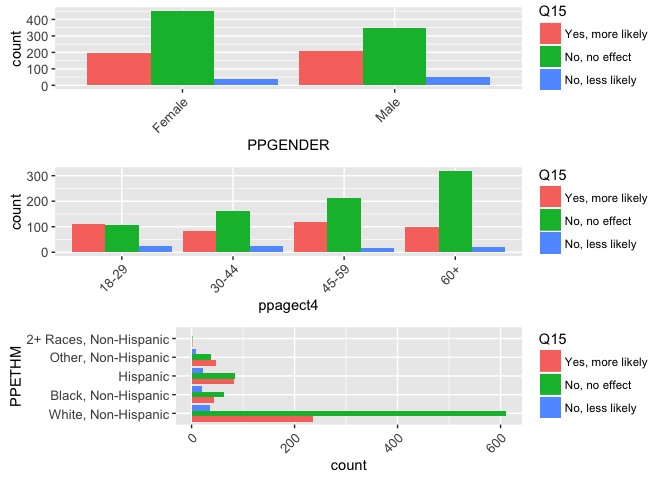 Q15
400
300
200
100
0
count
Yes, more likely
No, no effect
No, less likely
Female
Male
PPGENDER
Q15
300
200
100
0
count
Yes, more likely
No, no effect
No, less likely
18-29
30-44
45-59
60+
ppagect4
PPETHM
2+ Races, Non-Hispanic
Other, Non-Hispanic
Hispanic
Black, Non-Hispanic
White, Non-Hispanic
Q15
Yes, more likely
No, no effect
No, less likely
0
200
400
600
count